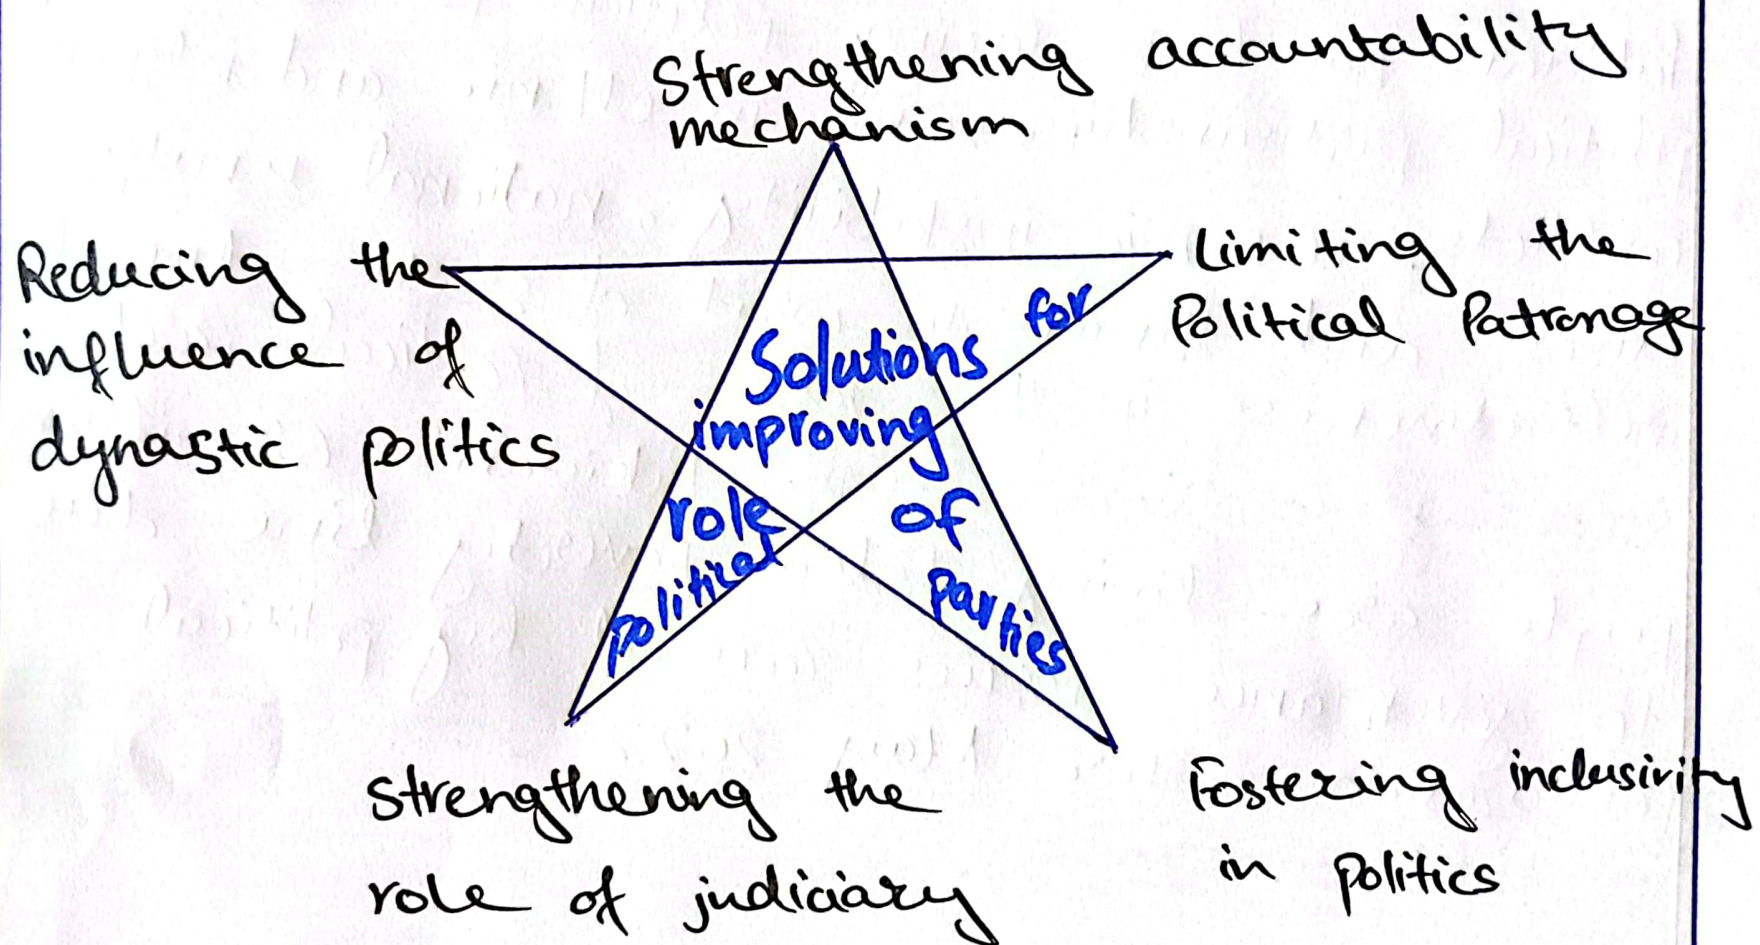 Strengthening accountability
mechanism
Reducing the
influence of
dynastic politics
Limiting the
Political Patronage
Solutions for
improving
role of
political parties
Strengthening the
role of judiciary
Fostering inclusivity
in politics